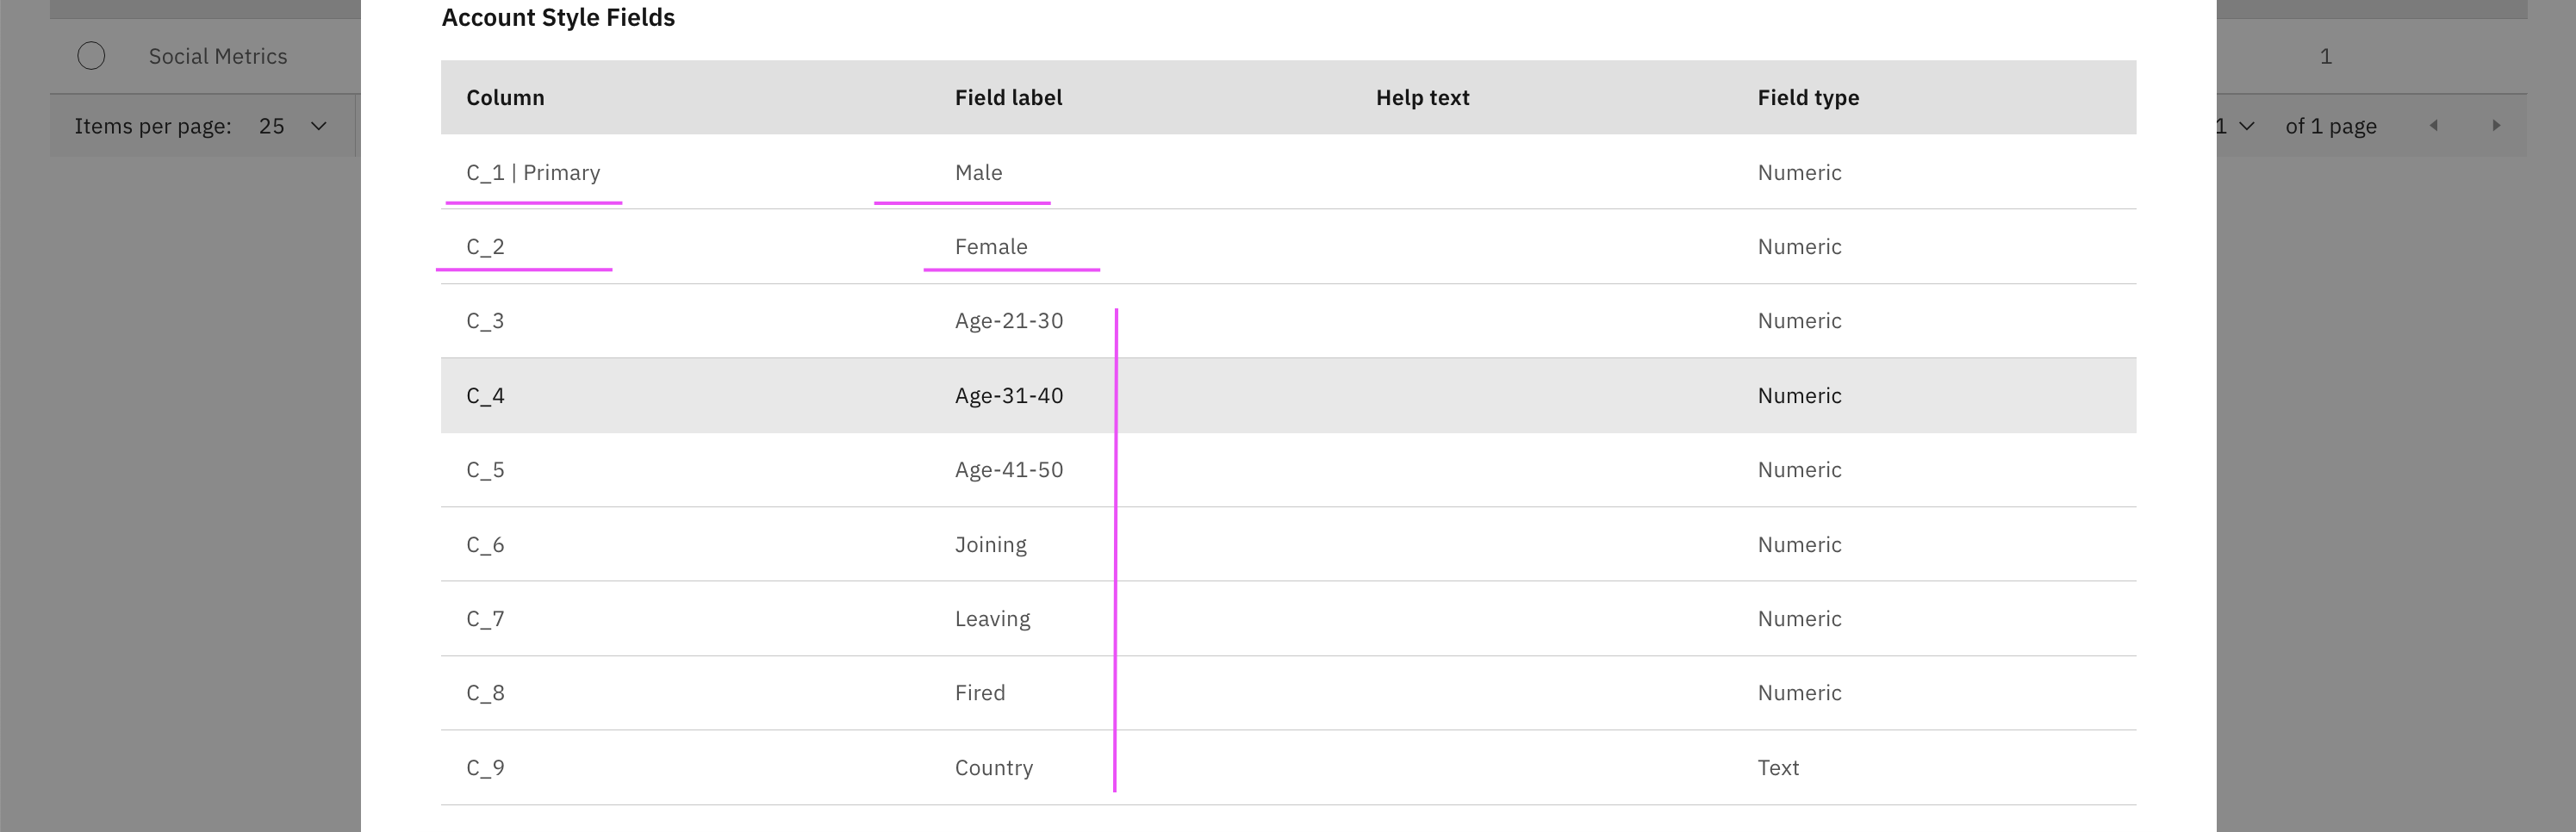 Account Style Fields
Social Metrics 1
Column Field label Help text Field type
Items per page: 25 1 of 1 page
C_1 | Primary Male Numeric
C_2 Female Numeric
C_3 Age-21-30 Numeric
C_4 Age-31-40 Numeric
C_5 Age-41-50 Numeric
C_6 Joining Numeric
C_7 Leaving Numeric
C_8 Fired Numeric
C_9 Country Text